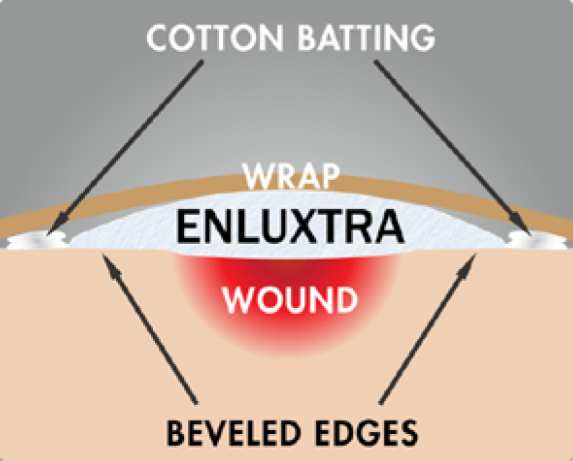 COTTON BATTING
WRAP
ENLUXTRA
WOUND
BEVELED EDGES